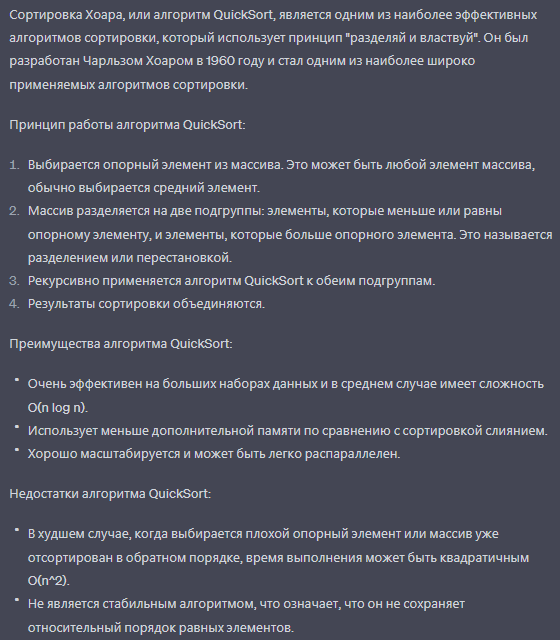 Сортировка Хоара, или алгоритм QuickSort, является одним из наиболее эффективных
алгоритмов сортировки, который использует принцип "разделяй и властвуй". Он был
разработан Чарльзом Хоаром в 1960 году и стал одним из наиболее широко
применяемых алгоритмов сортировки.
Принцип работы алгоритма QuickSort:
1. Выбирается опорный элемент из массива. Это может быть любой элемент массива,
обычно выбирается средний элемент.
2. Массив разделяется на две подгруппы: элементы, которые меньше или равны
опорному элементу, и элементы, которые больше опорного элемента. Это называется
разделением или перестановкой.
3. Рекурсивно применяется алгоритм QuickSort к обеим подгруппам.
4. Результаты сортировки объединяются.
Преимущества алгоритма QuickSort:
• Очень эффективен на больших наборах данных и в среднем случае имеет сложность
O(n log n).
• Использует меньше дополнительной памяти по сравнению с сортировкой слиянием.
• Хорошо масштабируется и может быть легко распараллелен.
Недостатки алгоритма QuickSort:
• В худшем случае, когда выбирается плохой опорный элемент или массив уже
отсортирован в обратном порядке, время выполнения может быть квадратичным
O(n^2).
• Не является стабильным алгоритмом, что означает, что он не сохраняет
относительный порядок равных элементов.